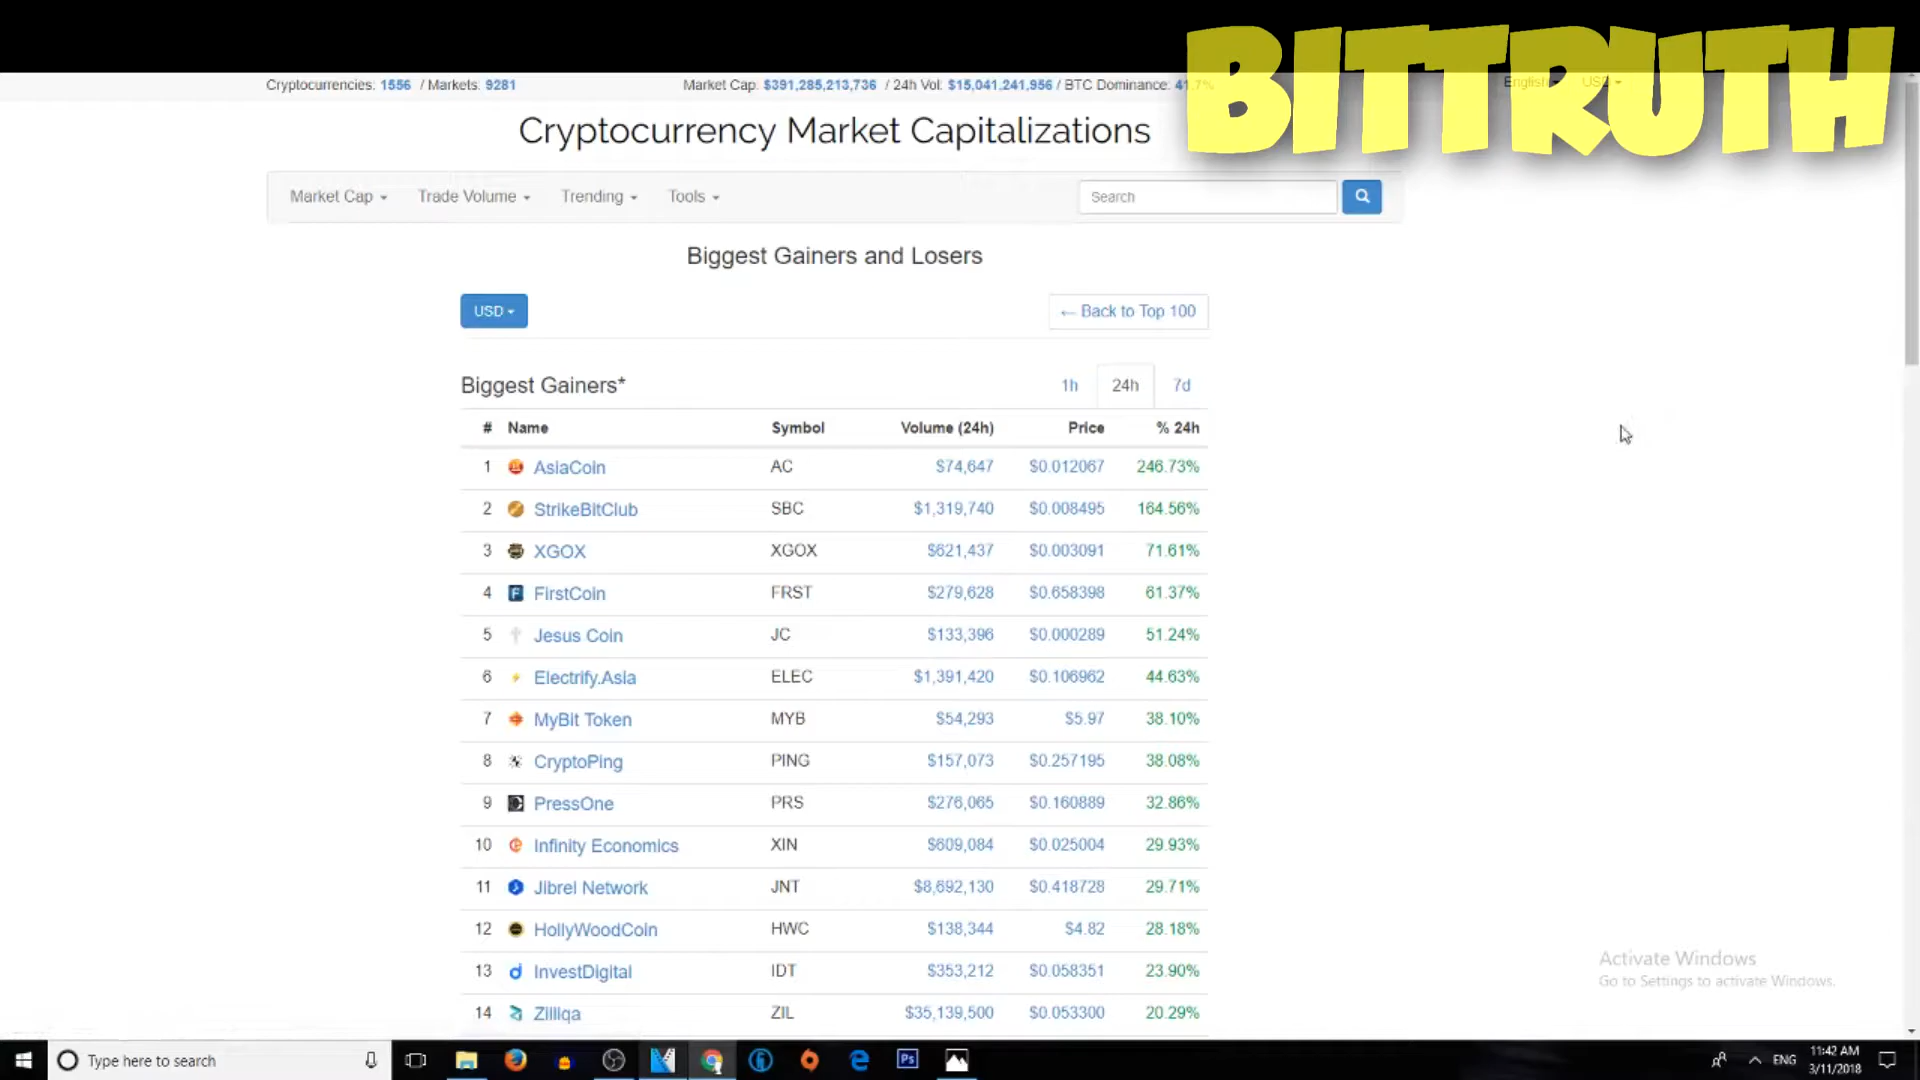 BITTRUTH
Cryptocurrencies: 1556 / Markets: 9281 Market Cap: $391,285,213,736 / 24h Vol: $15,041,241,956 / BTC Dominance: 41.7% English USD
Cryptocurrency Market Capitalizations
Market Cap Trade Volume Trending Tools Search
Biggest Gainers and Losers
USD ← Back to Top 100
Biggest Gainers* 1h 24h 7d
# Name Symbol Volume (24h) Price % 24h
1 AsiaCoin AC $74,647 $0.012067 246.73%
2 StrikeBitClub SBC $1,319,740 $0.008495 164.56%
3 XGOX XGOX $621,437 $0.003091 71.61%
4 FirstCoin FRST $279,628 $0.658398 61.37%
5 Jesus Coin JC $133,396 $0.000289 51.24%
6 Electrify.Asia ELEC $1,391,420 $0.106962 44.63%
7 MyBit Token MYB $54,293 $5.97 38.10%
8 CryptoPing PING $157,073 $0.257195 38.08%
9 PressOne PRS $276,065 $0.160889 32.86%
10 Infinity Economics XIN $609,084 $0.025004 29.93%
11 Jibrel Network JNT $8,692,130 $0.418728 29.71%
12 HollyWoodCoin HWC $138,344 $4.82 28.18%
13 InvestDigital IDT $353,212 $0.058351 23.90%
14 Zilliqa ZIL $35,139,500 $0.053300 20.29%
Activate Windows
Go to Settings to activate Windows.
Type here to search Ps ENG 11:42 AM
3/11/2018